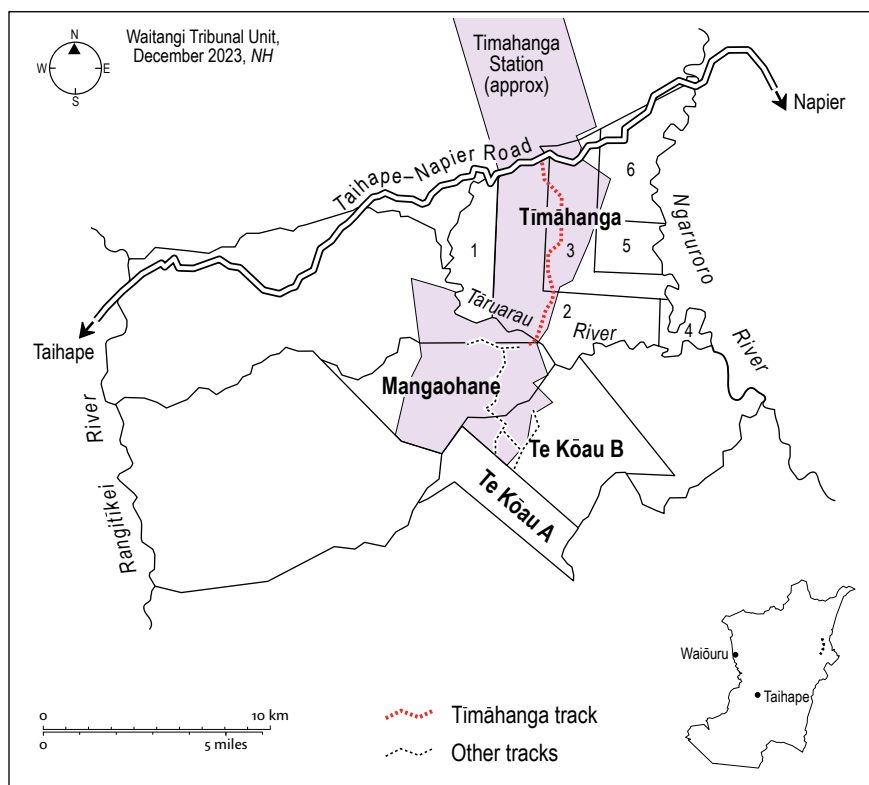 N
W E
S
Waitangi Tribunal Unit,
December 2023, NH
Timahanga
Station
(approx)
Napier
Taihape–Napier Road
6
Tīmāhanga
Ngaruroro
1
3
5
Tāruarau
2
River
4
River
Taihape
Mangaohane
River
Te Kōau B
Te Kōau A
Rangitīkei
Waiōuru
Taihape
0 10 km
0 5 miles
Tīmāhanga track
Other tracks